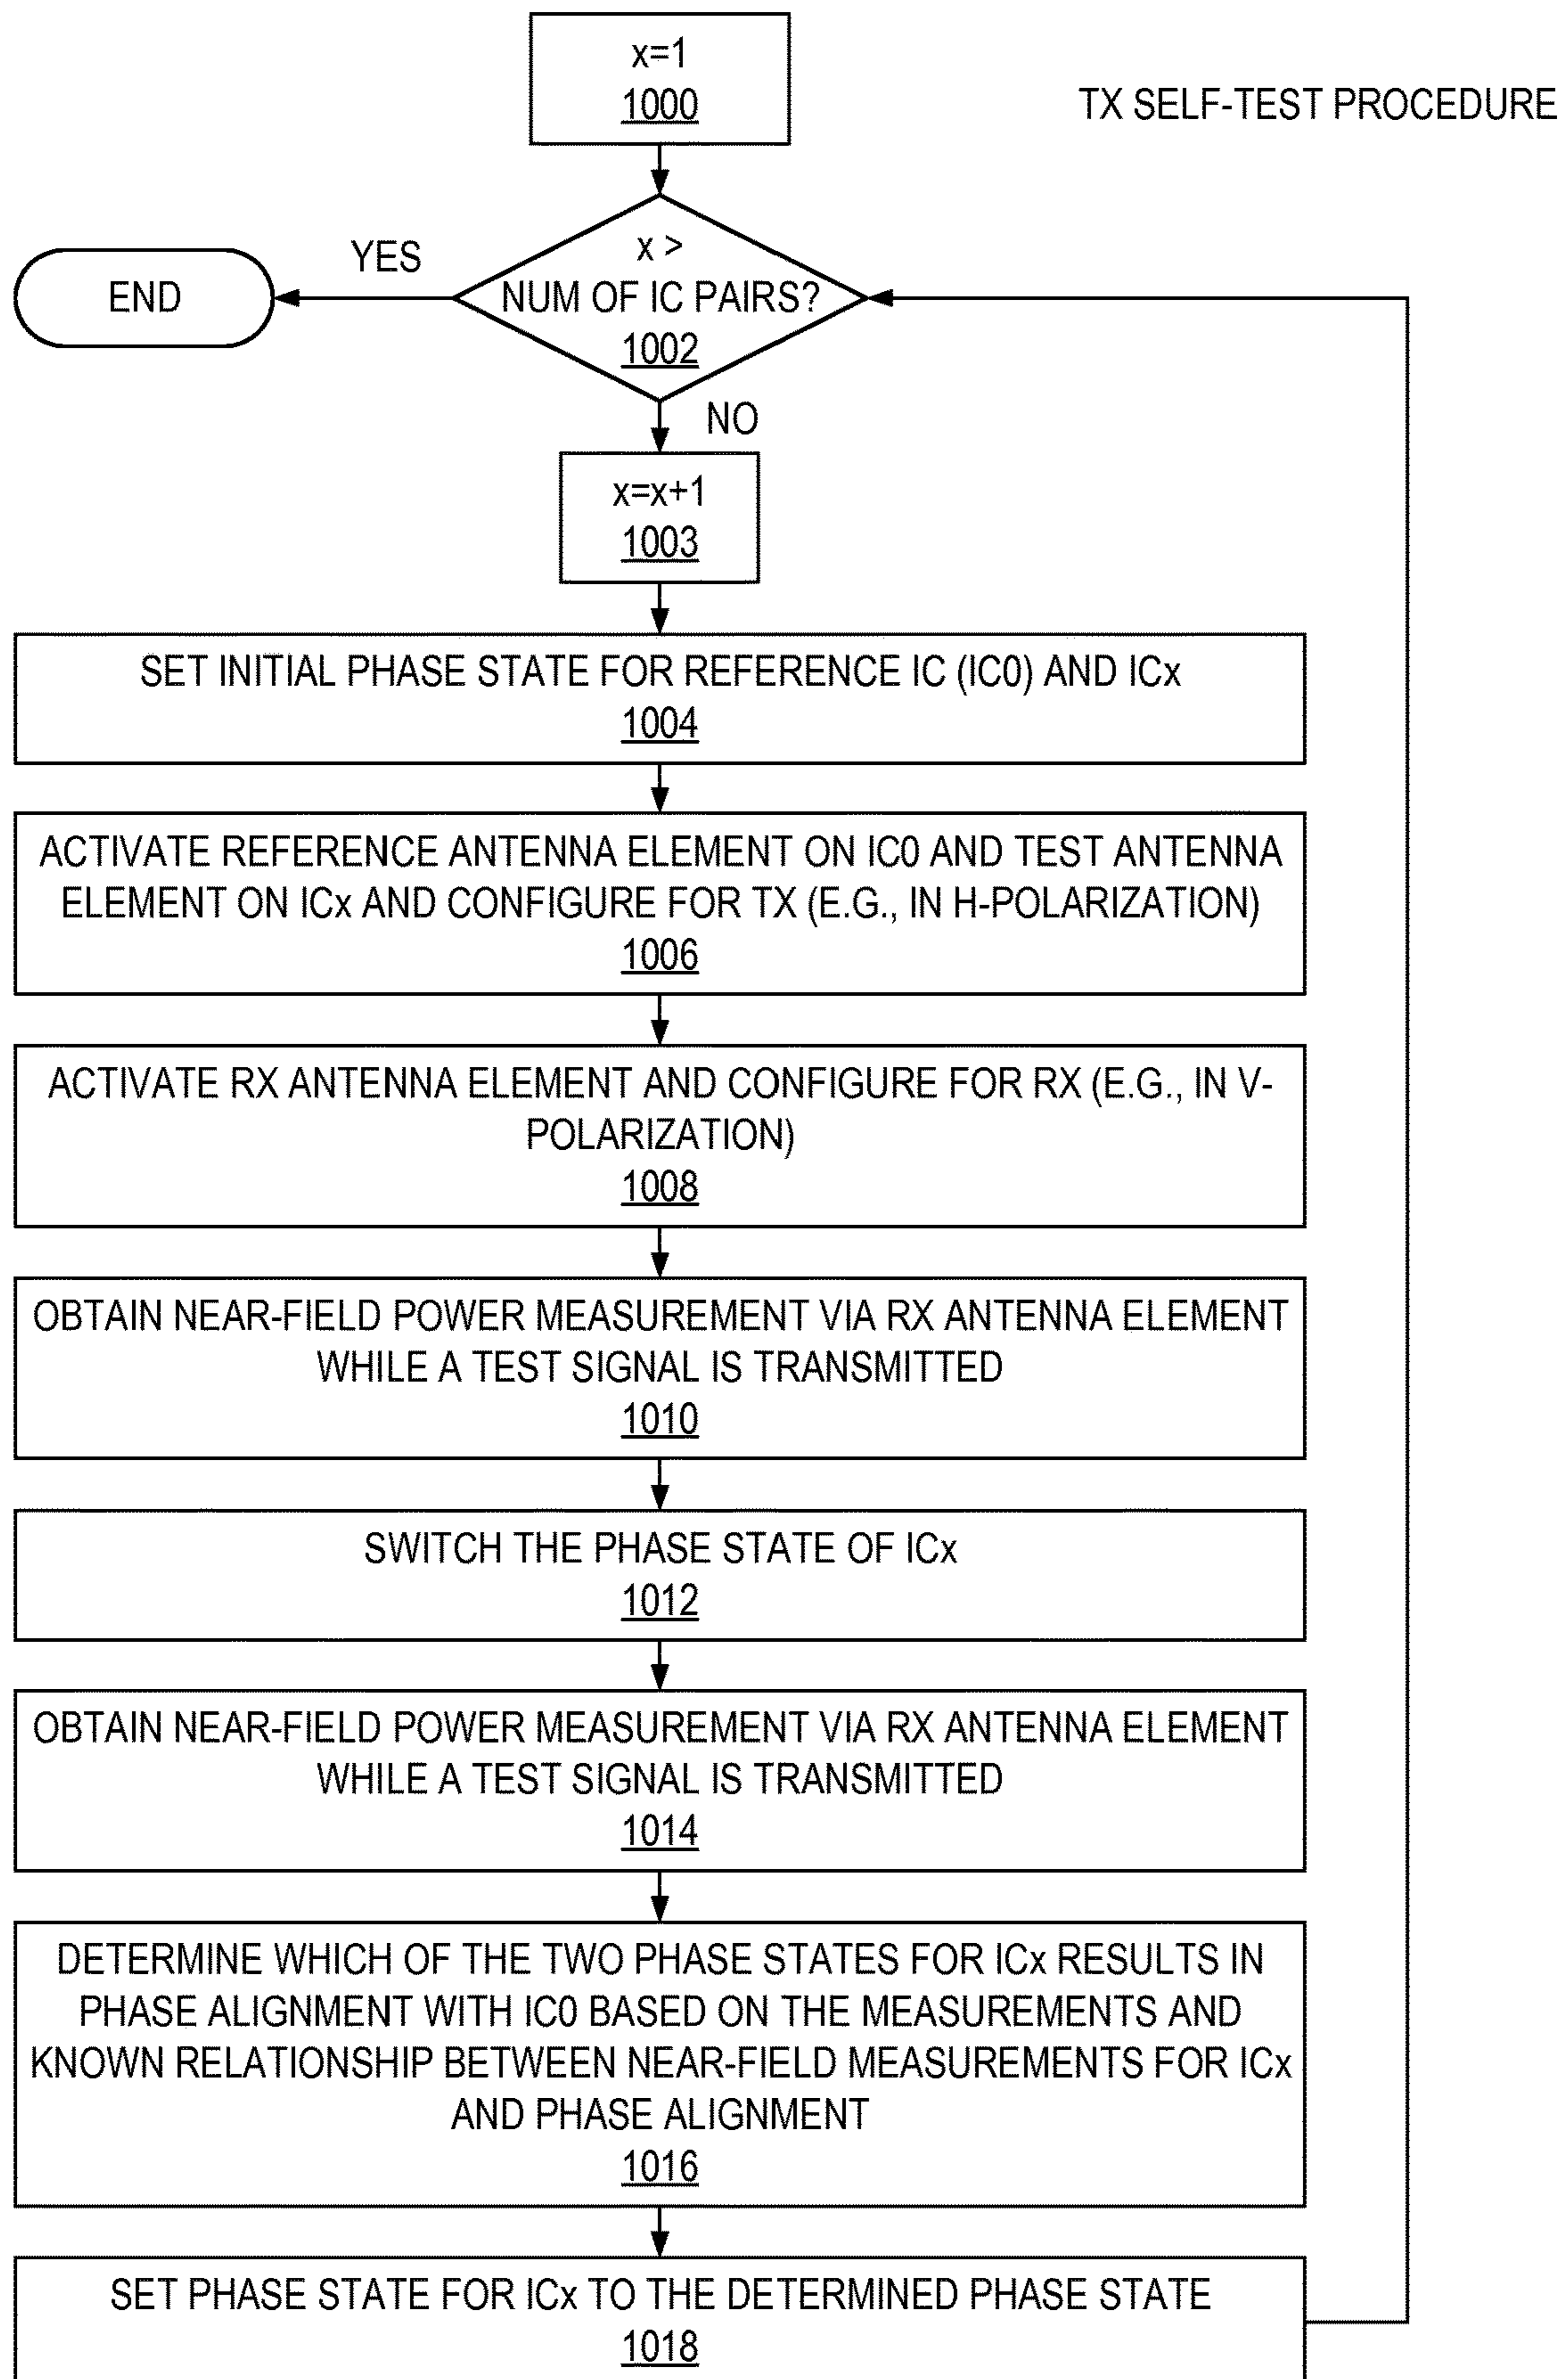 x=1
1000
TX SELF-TEST PROCEDURE
x >
NUM OF IC PAIRS?
1002
YES
END
NO
x=x+1
1003
SET INITIAL PHASE STATE FOR REFERENCE IC (IC0) AND ICx
1004
ACTIVATE REFERENCE ANTENNA ELEMENT ON IC0 AND TEST ANTENNA
ELEMENT ON ICx AND CONFIGURE FOR TX (E.G., IN H-POLARIZATION)
1006
ACTIVATE RX ANTENNA ELEMENT AND CONFIGURE FOR RX (E.G., IN V-
POLARIZATION)
1008
OBTAIN NEAR-FIELD POWER MEASUREMENT VIA RX ANTENNA ELEMENT
WHILE A TEST SIGNAL IS TRANSMITTED
1010
SWITCH THE PHASE STATE OF ICx
1012
OBTAIN NEAR-FIELD POWER MEASUREMENT VIA RX ANTENNA ELEMENT
WHILE A TEST SIGNAL IS TRANSMITTED
1014
DETERMINE WHICH OF THE TWO PHASE STATES FOR ICx RESULTS IN
PHASE ALIGNMENT WITH IC0 BASED ON THE MEASUREMENTS AND
KNOWN RELATIONSHIP BETWEEN NEAR-FIELD MEASUREMENTS FOR ICx
AND PHASE ALIGNMENT
1016
SET PHASE STATE FOR ICx TO THE DETERMINED PHASE STATE
1018